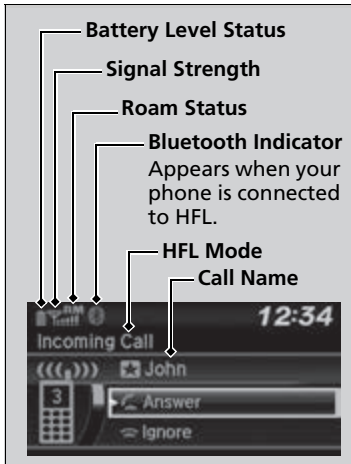 Battery Level Status
Signal Strength
Roam Status
Bluetooth Indicator
Appears when your
phone is connected
to HFL.
HFL Mode
Call Name
12:34
Incoming Call
John
3
Answer
Ignore